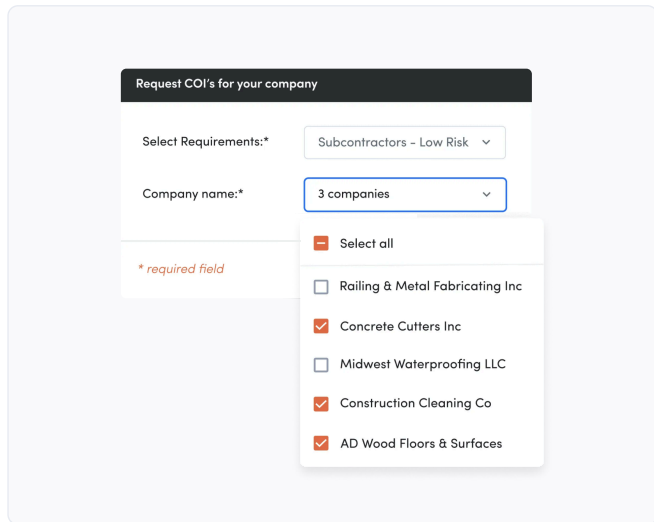 Request COI's for your company
Select Requirements:* Subcontractors - Low Risk
Company name:* 3 companies
Select all
* required field
Railing & Metal Fabricating Inc
Concrete Cutters Inc
Midwest Waterproofing LLC
Construction Cleaning Co
AD Wood Floors & Surfaces